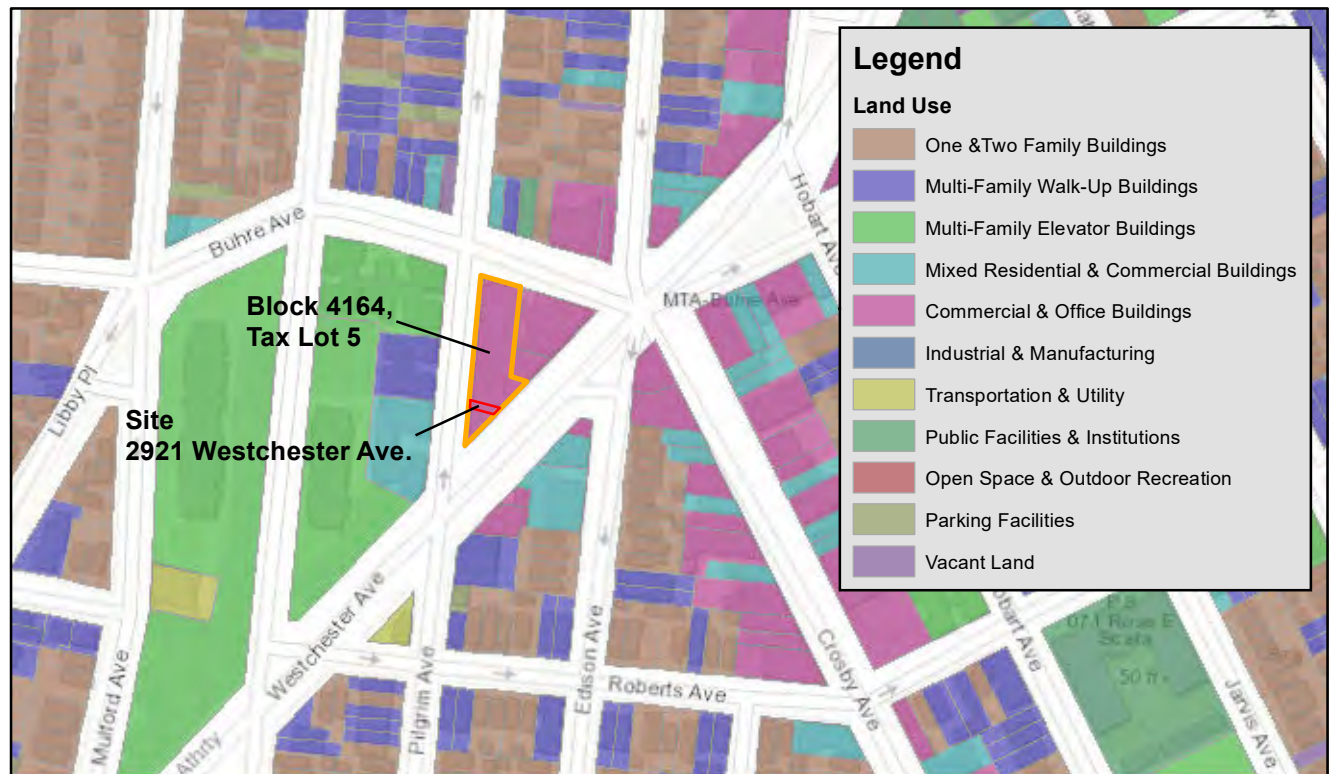 Legend
Land Use
One &Two Family Buildings
Multi-Family Walk-Up Buildings
Multi-Family Elevator Buildings
Mixed Residential & Commercial Buildings
Commercial & Office Buildings
Industrial & Manufacturing
Transportation & Utility
Public Facilities & Institutions
Open Space & Outdoor Recreation
Parking Facilities
Vacant Land
Buhre Ave
Hobart Ave
Block 4164,
Tax Lot 5
Libby Pl
Site
2921 Westchester Ave.
Westchester Ave
Mulford Ave
Pilgrim Ave
Edison Ave
Roberts Ave
Crosby Ave
Hobart Ave
50 ft
Jarvis Ave